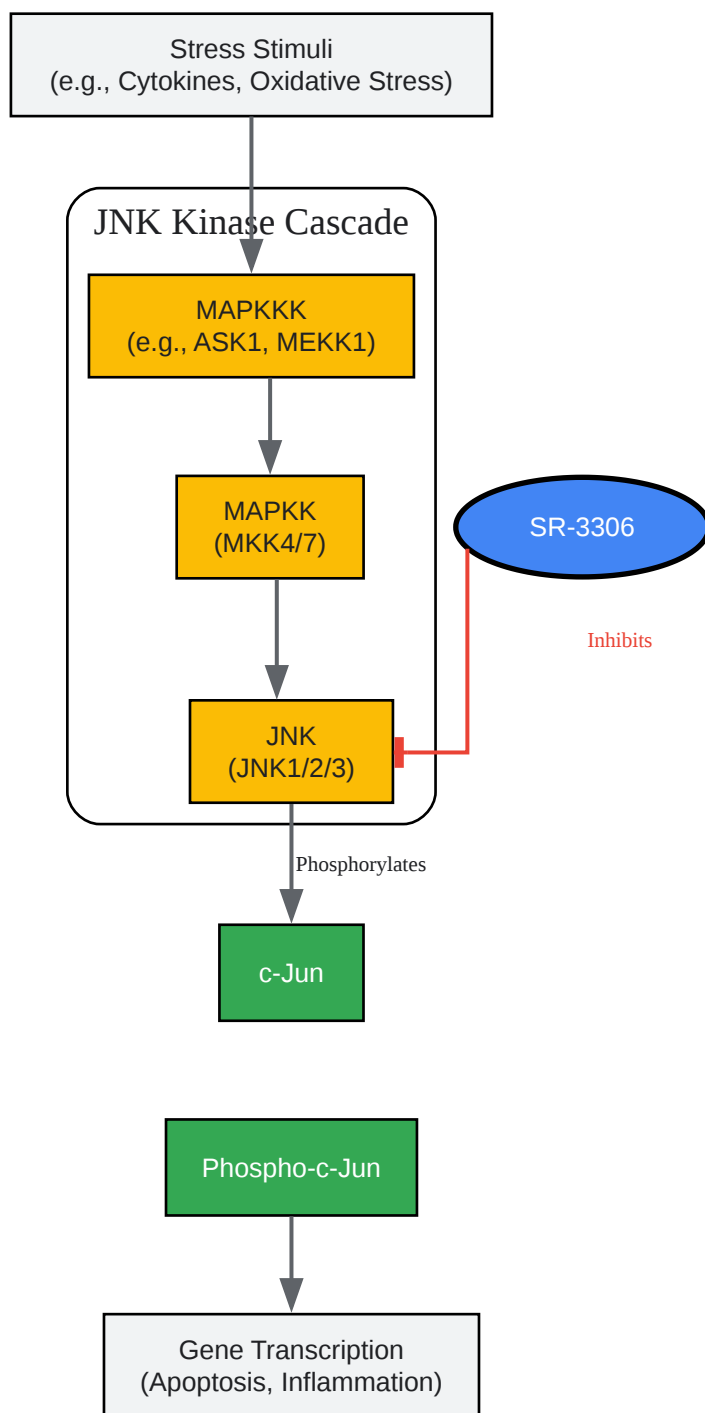 Stress Stimuli
(e.g., Cytokines, Oxidative Stress)
JNK Kinase Cascade
MAPKKK
(e.g., ASK1, MEKK1)
MAPKK
(MKK4/7)
SR-3306
Inhibits
JNK
(JNK1/2/3)
Phosphorylates
c-Jun
Phospho-c-Jun
Gene Transcription
(Apoptosis, Inflammation)